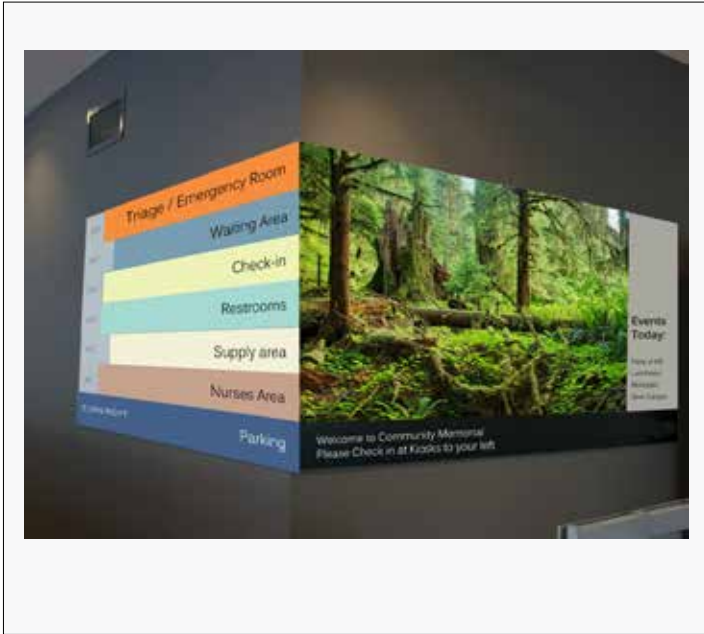 Triage / Emergency Room
Waiting Area
Check-in
Restrooms
Supply area
Nurses Area
Parking
Welcome to Community Memorial
Please Check in at Kiosks to your left
Events
Today: